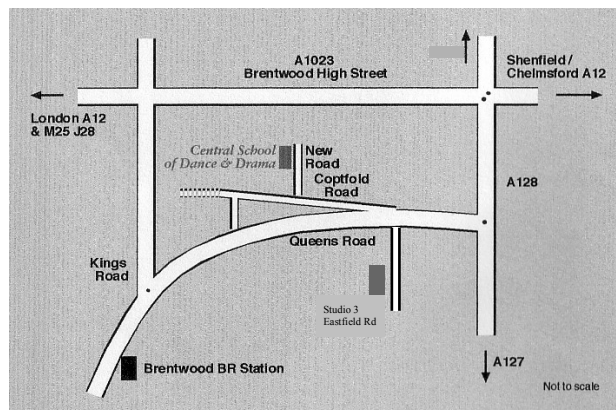 A1023
Brentwood High Street
Shenfield /
Chelmsford A12
London A12
& M25 J28
Central School
of Dance & Drama
New
Road
Coptfold
Road
A128
Queens Road
Kings
Road
Studio 3
Eastfield Rd
Brentwood BR Station
A127
Not to scale